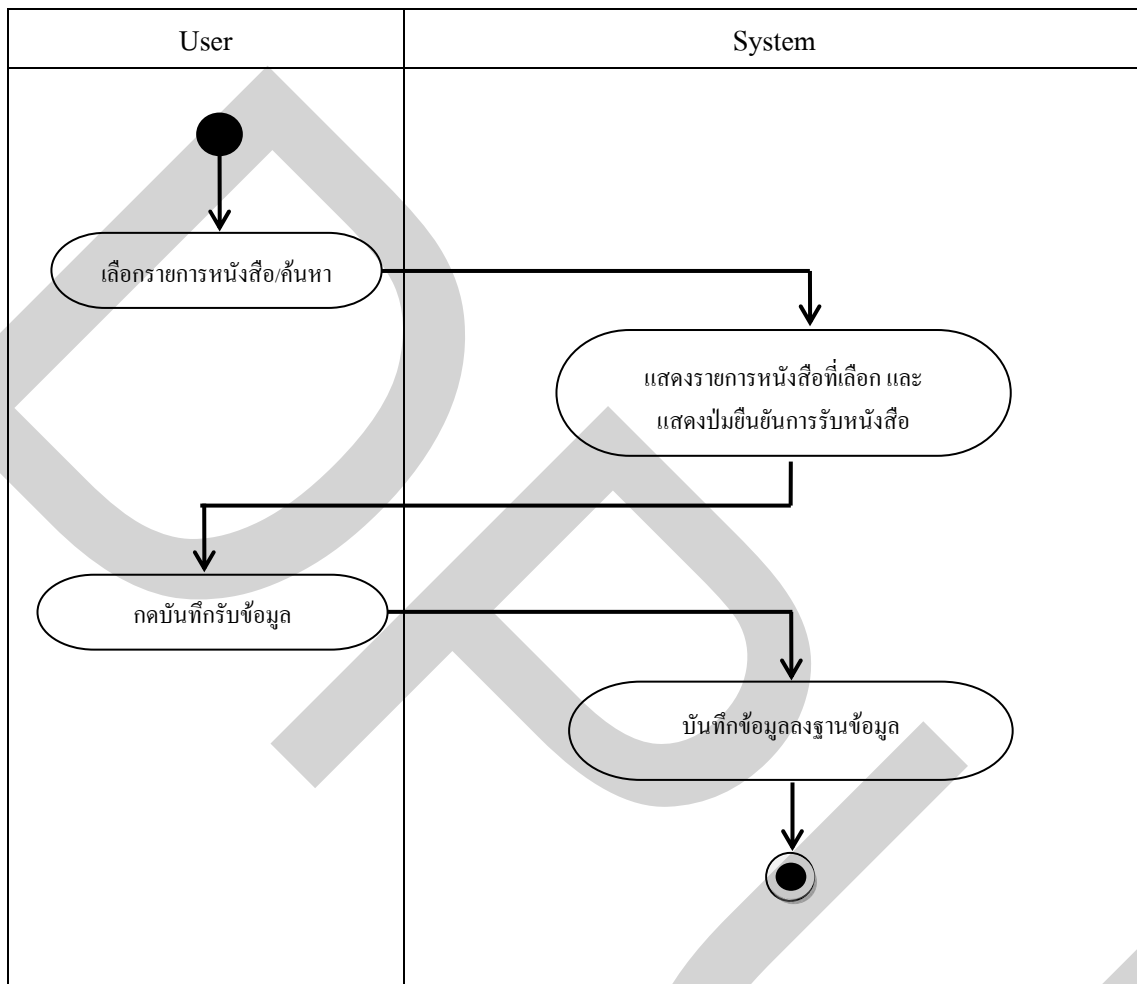 User
System
เลือกรายการหนังสือ/ค้นหา
แสดงรายการหนังสือที่เลือก และ
แสดงปุ่มยืนยันการรับหนังสือ
กดบันทึกรับข้อมูล
บันทึกข้อมูลลงฐานข้อมูล